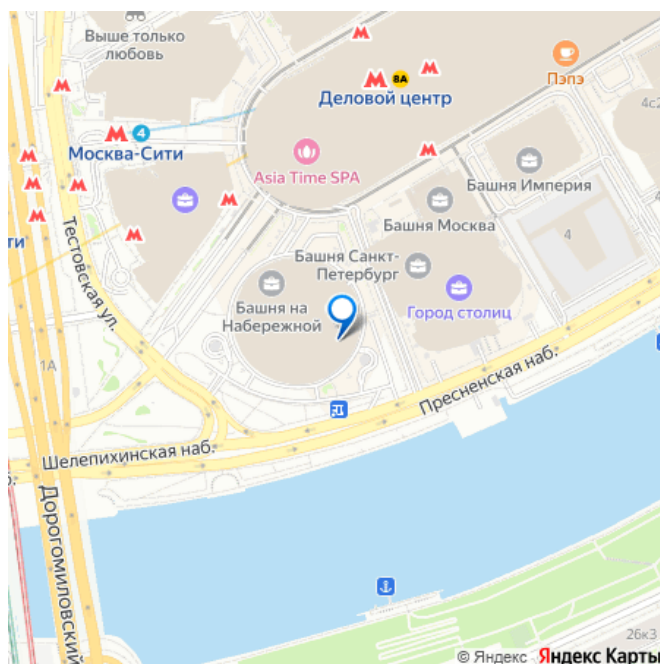 Выше только
любовь
8А
Деловой центр
Пэпэ
4с2
4
Москва-Сити
Asia Time SPA
Башня Империя
Башня Москва
4
Тестовская ул.
ти
Башня Санкт-
Петербург
Башня на
Набережной
Город столиц
1А
Пресненская наб.
Шелепихинская наб.
р.
Дорогомиловский
26к3
© Яндекс Яндекс Карты